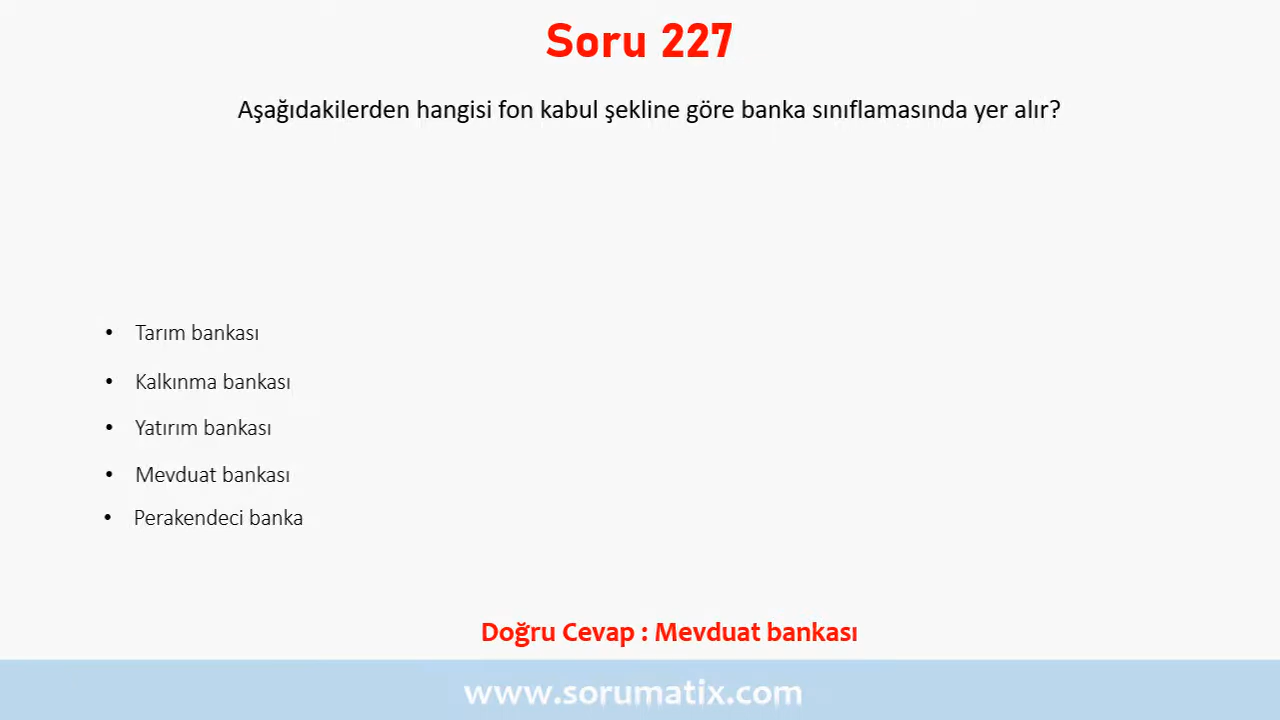 Soru 227
Aşağıdakilerden hangisi fon kabul şekline göre banka sınıflamasında yer alır?
• Tarım bankası
• Kalkınma bankası
• Yatırım bankası
• Mevduat bankası
• Perakendeci banka
Doğru Cevap : Mevduat bankası
www.sorumatix.com